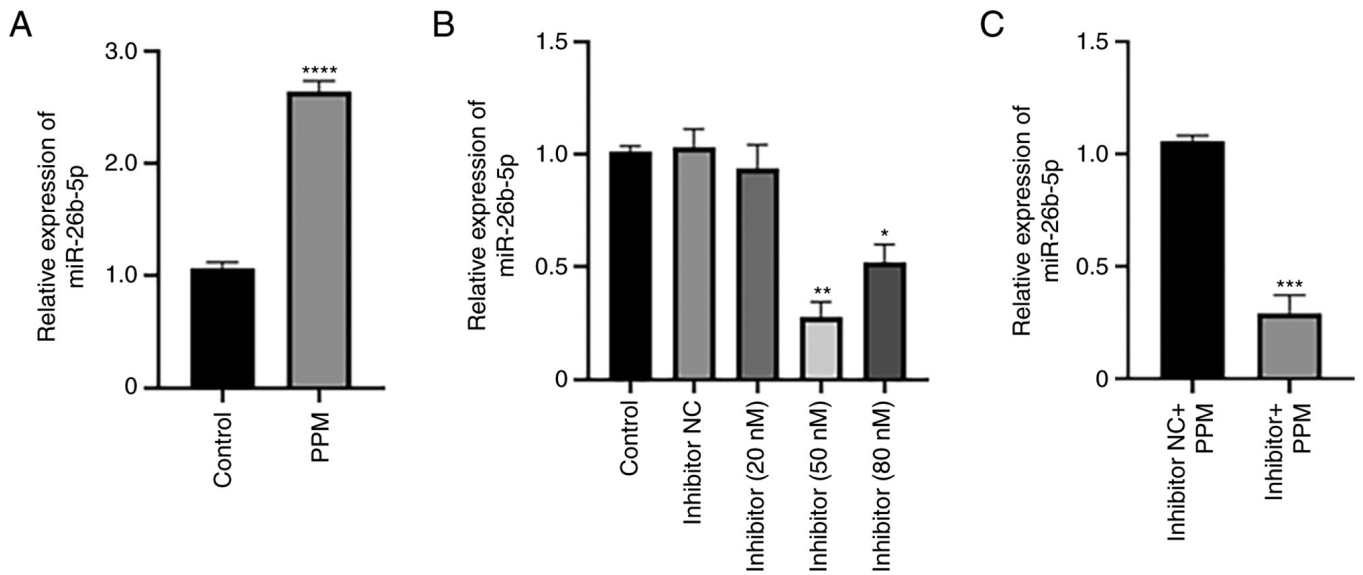 A
Relative expression of
miR-26b-5p
3.0
2.0
1.0
0
****
Control
PPM
B
Relative expression of
miR-26b-5p
1.5
1.0
0.5
0
**
*
Control
Inhibitor NC
Inhibitor (20 nM)
Inhibitor (50 nM)
Inhibitor (80 nM)
C
Relative expression of
miR-26b-5p
1.5
1.0
0.5
0
***
Inhibitor NC+
PPM
Inhibitor+
PPM